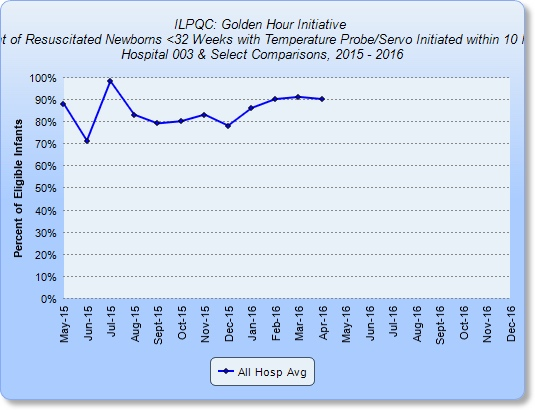 ILPQC: Golden Hour Initiative
of Resuscitated Newborns <32 Weeks with Temperature Probe/Servo Initiated within 10
Hospital 003 & Select Comparisons, 2015 - 2016
Percent of Eligible Infants
100%
90%
80%
70%
60%
50%
40%
30%
20%
10%
0%
May-15
Jun-15
Jul-15
Aug-15
Sept-15
Oct-15
Nov-15
Dec-15
Jan-16
Feb-16
Mar-16
Apr-16
May-16
Jun-16
Jul-16
Aug-16
Sept-16
Oct-16
Nov-16
Dec-16
All Hosp Avg